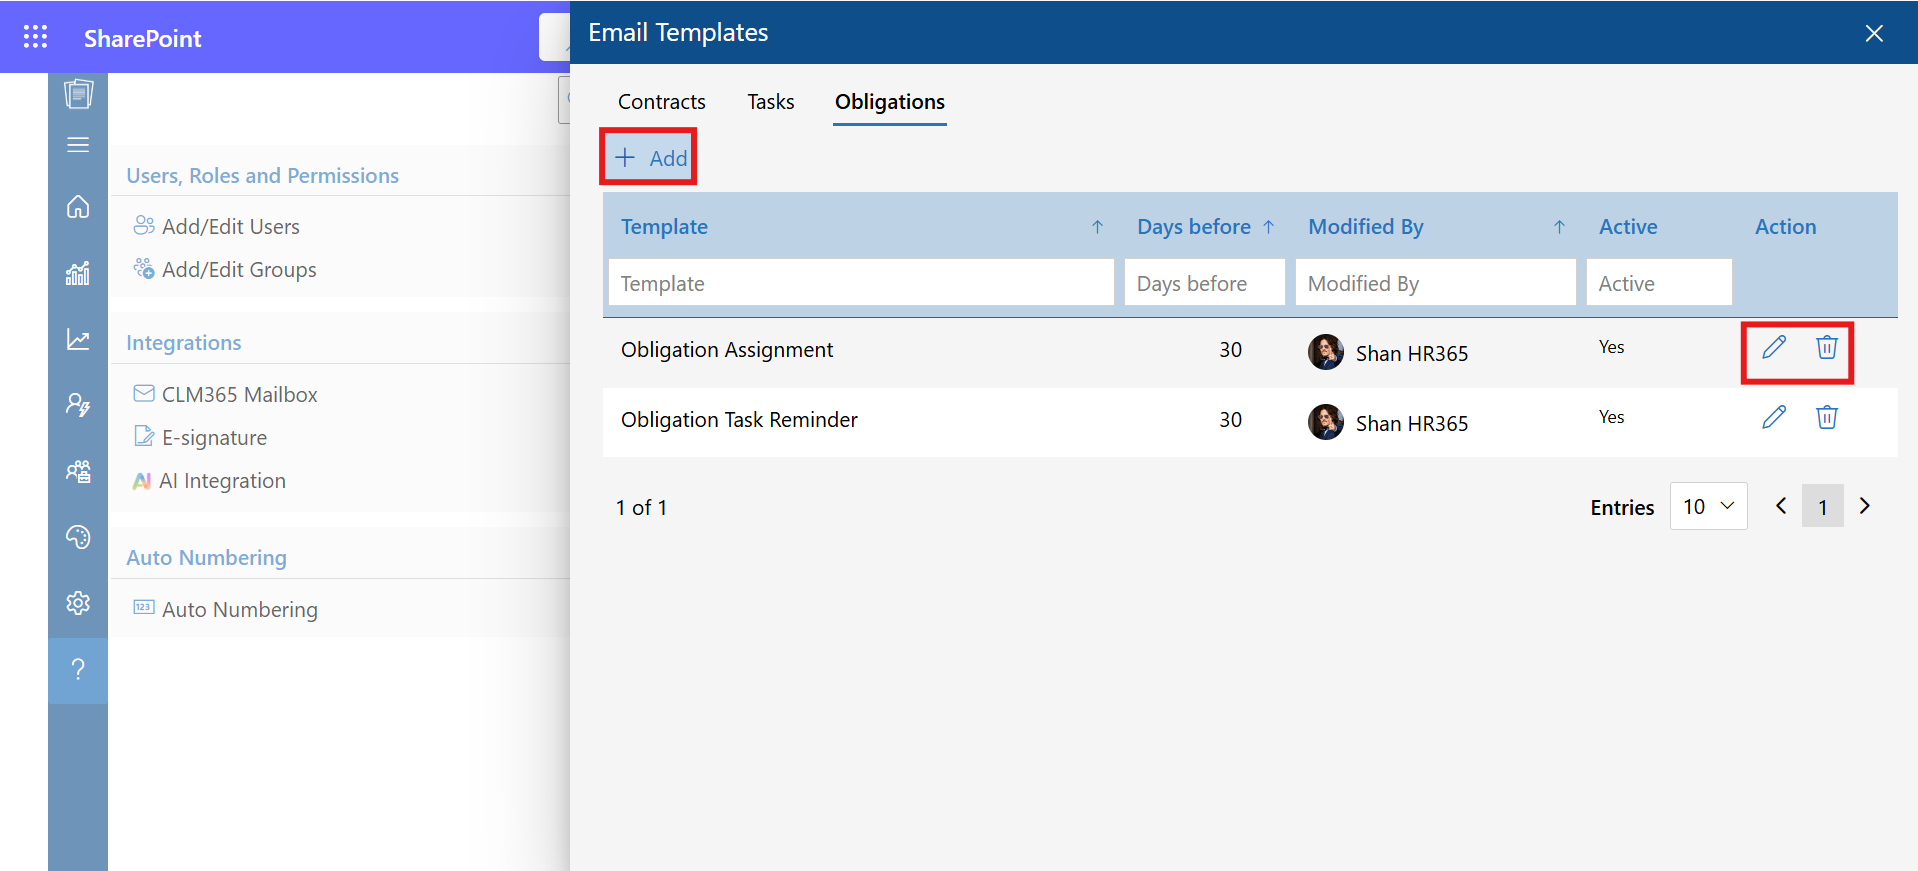 SharePoint
Email Templates
Contracts Tasks Obligations
Add
Users, Roles and Permissions
Add/Edit Users
Add/Edit Groups
Integrations
CLM365 Mailbox
E-signature
AI AI Integration
Auto Numbering
123 Auto Numbering
?
Template Days before Modified By Active Action
Template Days before Modified By Active
Obligation Assignment 30 Shan HR365 Yes
Obligation Task Reminder 30 Shan HR365 Yes
1 of 1 Entries 10 1